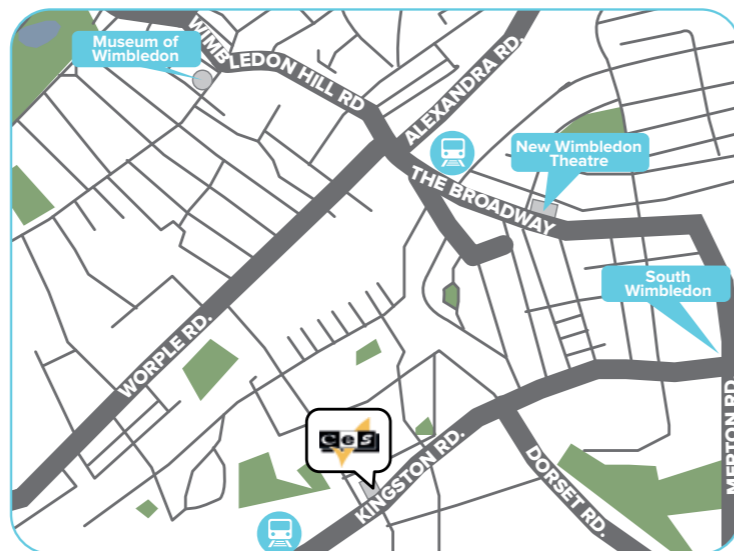 Museum of
Wimbledon
WIMBLEDON HILL RD
ALEXANDRA RD.
New Wimbledon
Theatre
THE BROADWAY
South
Wimbledon
WORPLE RD.
CeS
KINGSTON RD.
DORSET RD.
MERTON RD